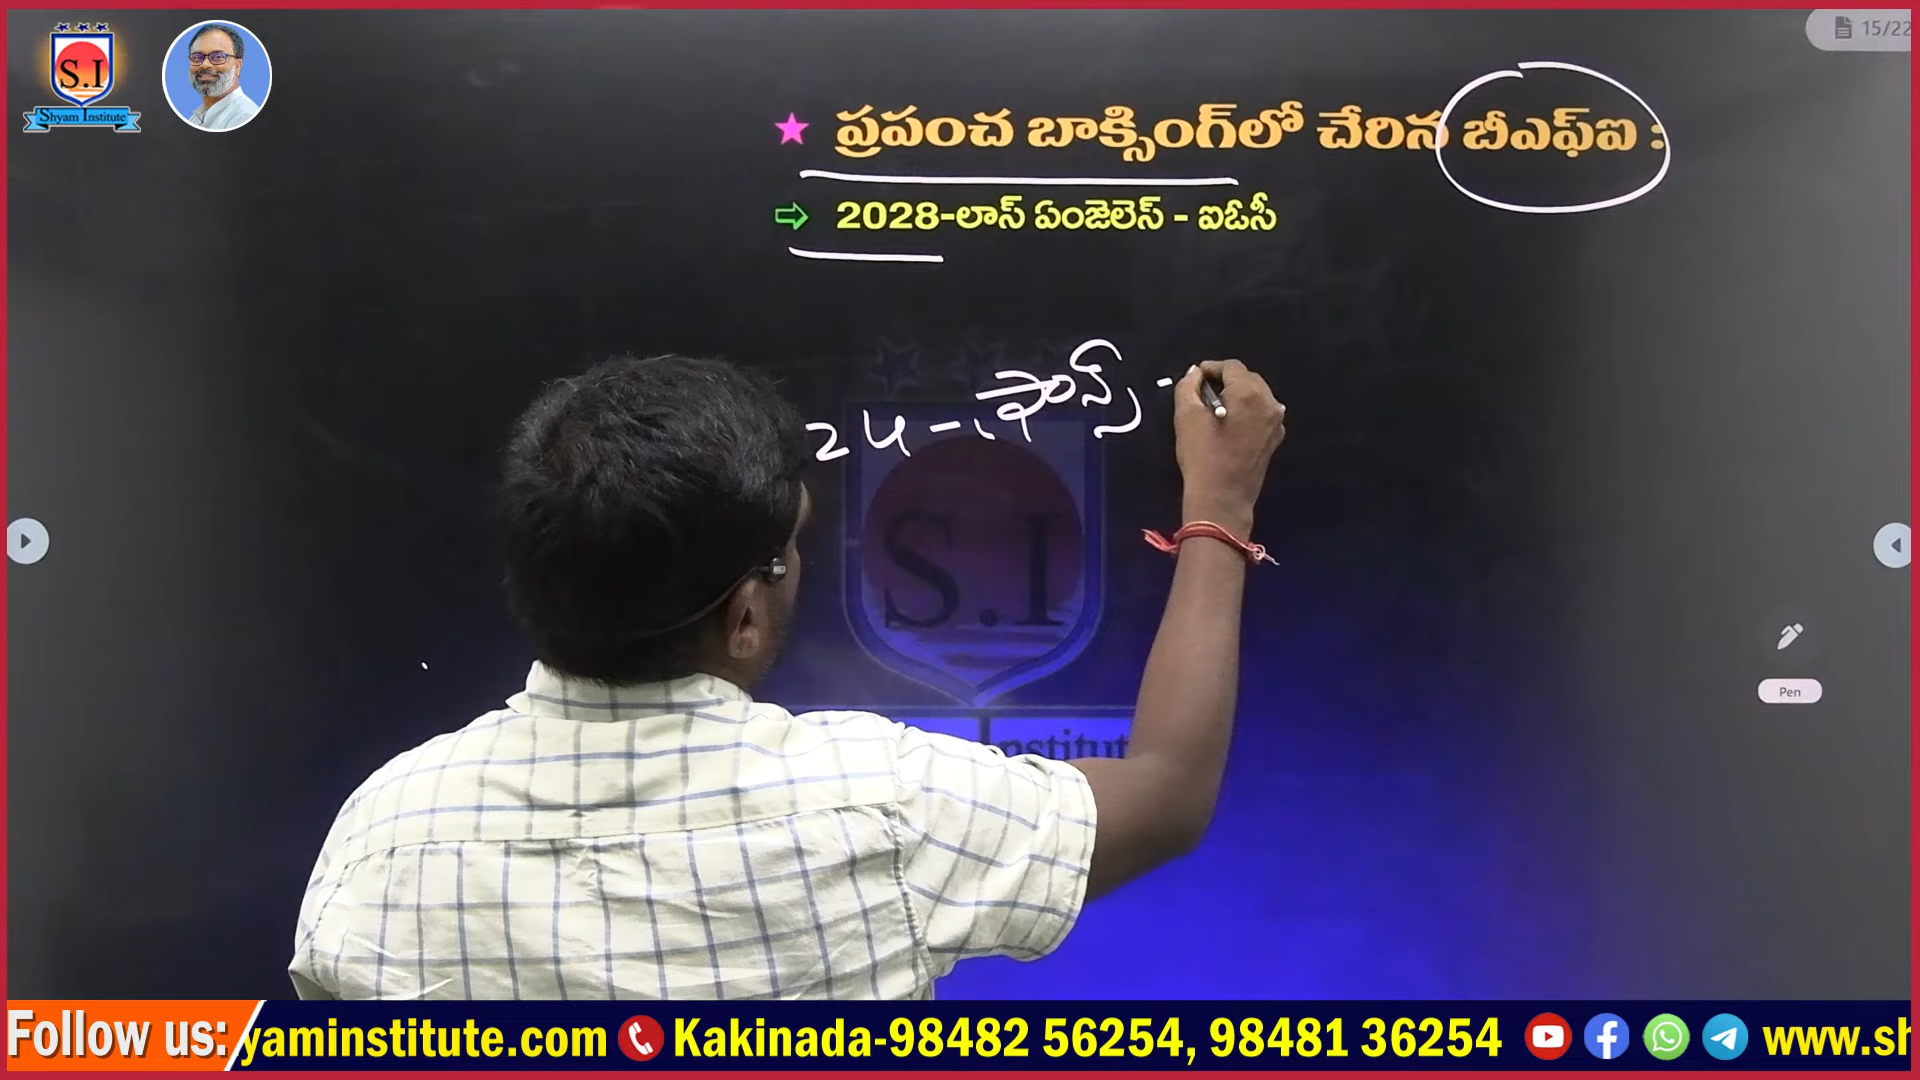 S.I
Shyam Institute
15/22
★ ప్రపంచ బాక్సింగ్‌లో చేరిన బీఎఫ్ఐ :
⇨ 2028-లాస్ ఏంజెలెస్ - ఐఓసీ
24 - ఫ్రాన్స్ -
S.I
Institut
Pen
Follow us:
yaminstitute.com
Kakinada-98482 56254, 98481 36254
www.sh